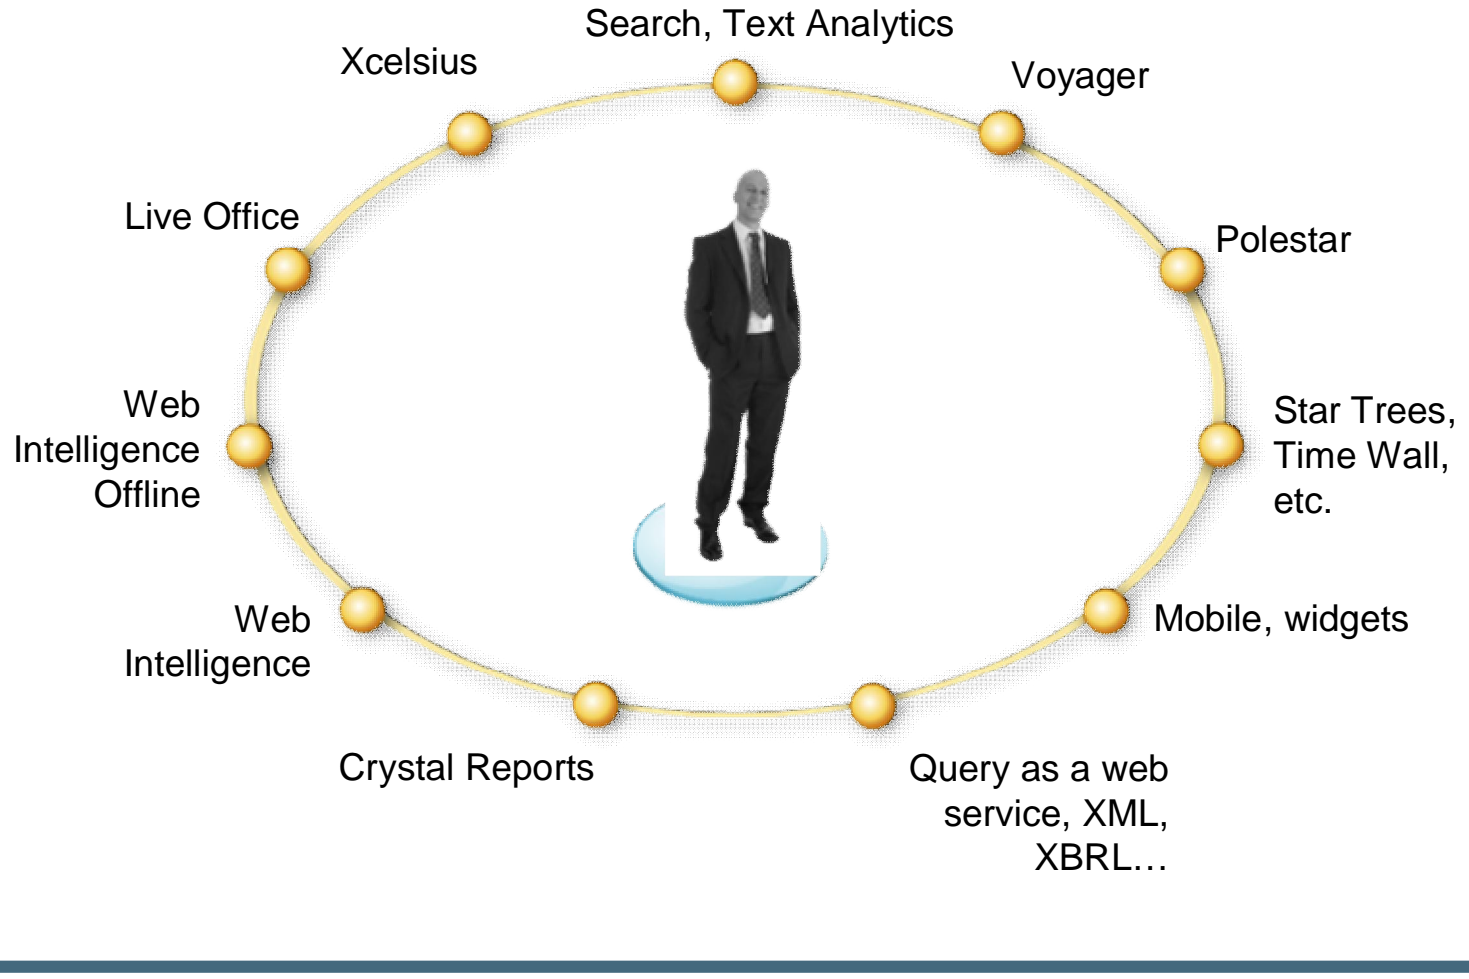 Search, Text Analytics
Xcelsius
Voyager
Live Office
Polestar
Web
Intelligence
Offline
Star Trees,
Time Wall,
etc.
Web
Intelligence
Mobile, widgets
Crystal Reports
Query as a web
service, XML,
XBRL…